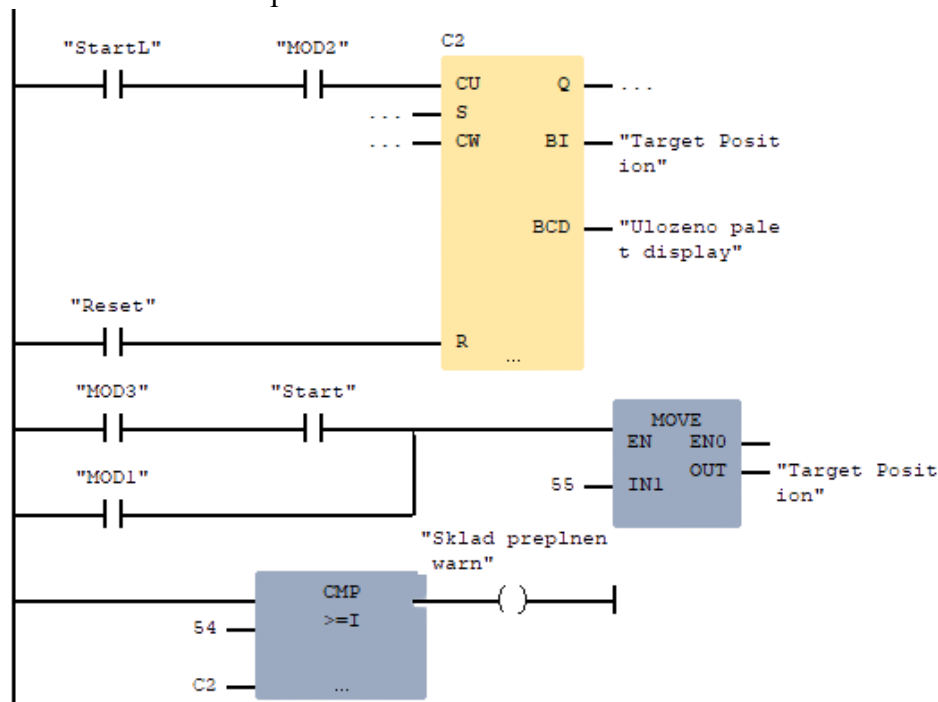 "StartL" "MOD2" C2
CU Q ...
... S
... CW BI "Target Posit
ion"
BCD "Ulozeno pale
t display"
"Reset"
R
...
"MOD3" "Start"
MOVE
EN ENO
OUT "Target Posit
ion"
"MOD1"
55 IN1
"Sklad preplnen
warn"
CMP
>=I
54
C2 ...